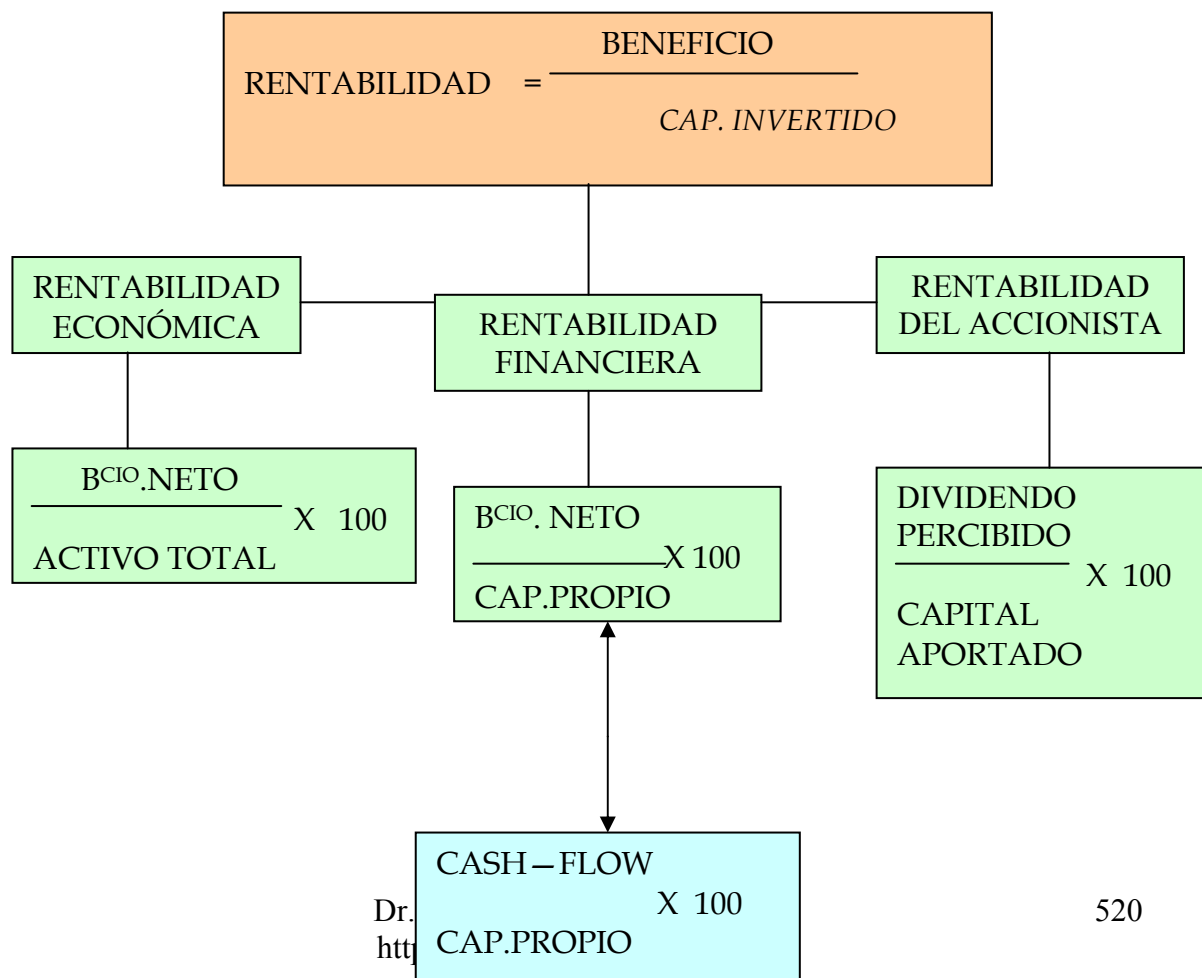 BENEFICIO
RENTABILIDAD =
CAP. INVERTIDO
RENTABILIDAD
ECONÓMICA
RENTABILIDAD
FINANCIERA
RENTABILIDAD
DEL ACCIONISTA
BCIO.NETO
X 100
ACTIVO TOTAL
BCIO. NETO
X 100
CAP.PROPIO
DIVIDENDO
PERCIBIDO
X 100
CAPITAL
APORTADO
CASH – FLOW
X 100
CAP.PROPIO
Dr.
520